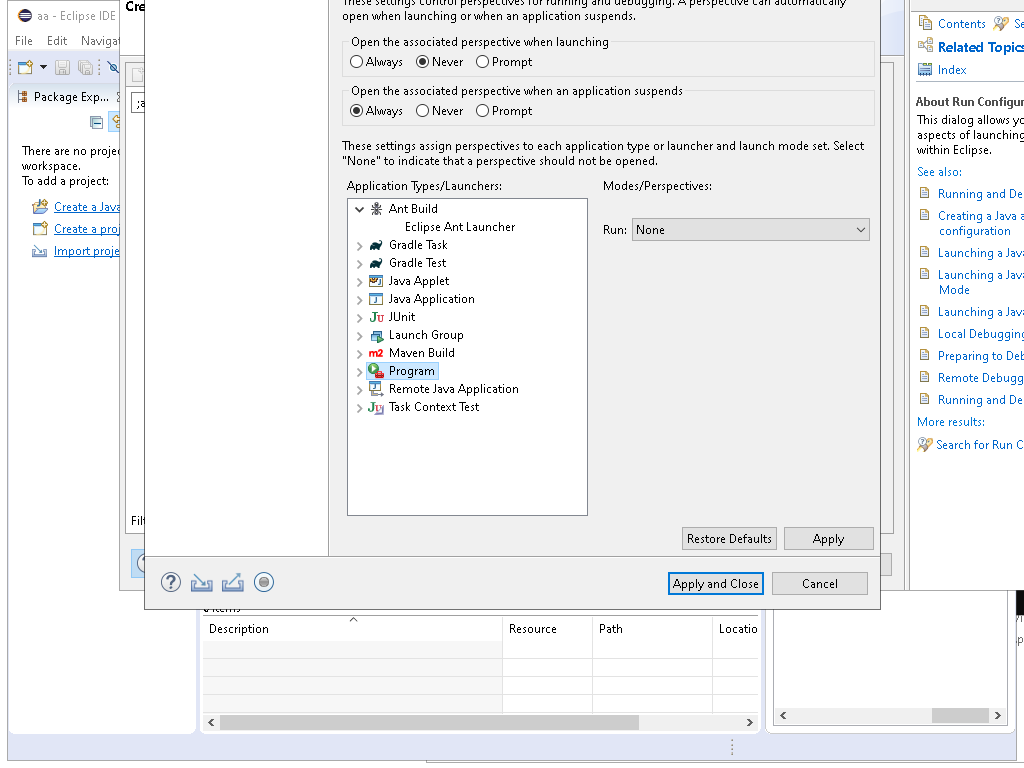 aa - Eclipse IDE
Cre
File Edit Navigat
Package Exp...
;a
There are no proje
workspace.
To add a project:
Create a Java
Create a proj
Import proje
Filt
These settings control perspectives for running and debugging. A perspective can automatically
open when launching or when an application suspends.
Open the associated perspective when launching
Always Never Prompt
Open the associated perspective when an application suspends
Always Never Prompt
These settings assign perspectives to each application type or launcher and launch mode set. Select
"None" to indicate that a perspective should not be opened.
Application Types/Launchers:
Modes/Perspectives:
Ant Build
Eclipse Ant Launcher
Gradle Task
Gradle Test
Java Applet
Java Application
JUnit
Launch Group
Maven Build
Program
Remote Java Application
Task Context Test
Run: None
Restore Defaults Apply
Apply and Close Cancel
Contents Se
Related Topics
Index
About Run Configur
This dialog allows yo
aspects of launching
within Eclipse.
See also:
Running and De
Creating a Java a
configuration
Launching a Java
Launching a Java
Mode
Launching a Java
Local Debugging
Preparing to Deb
Remote Debugg
Running and De
More results:
Search for Run C
items
Description Resource Path Locatio